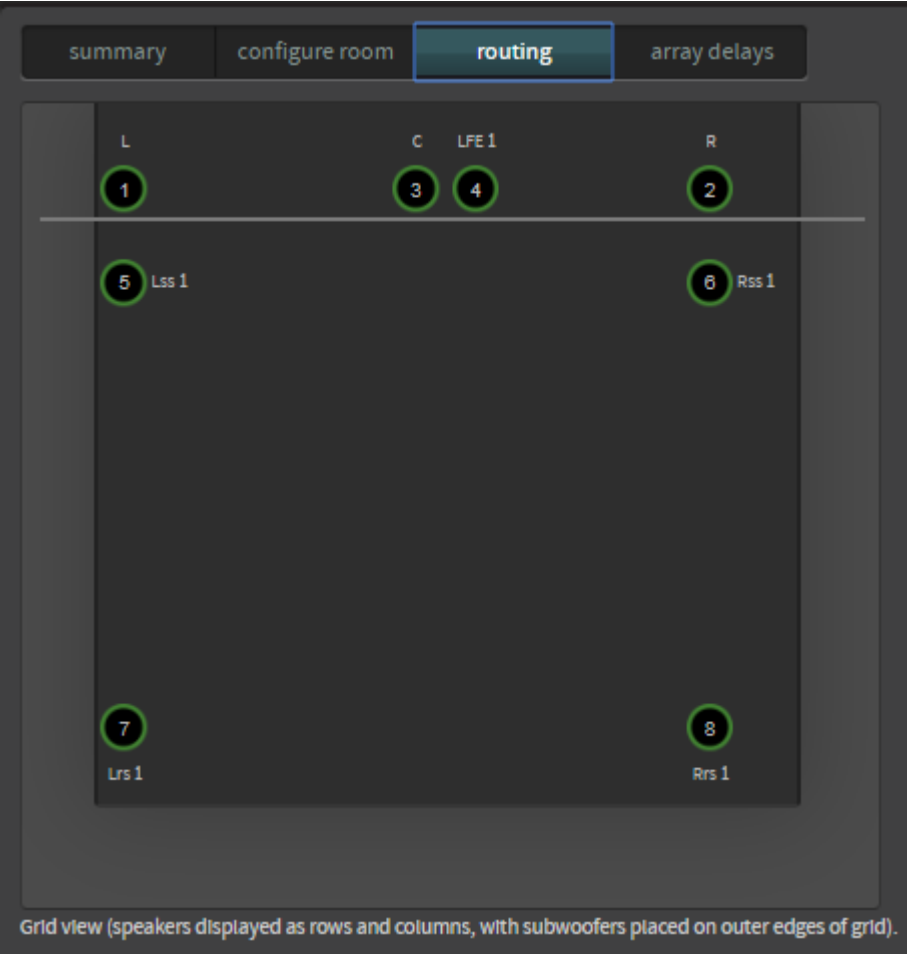 summary configure room routing array delays
L C LFE 1 R
1 3 4 2
5 Lss 1 6 Rss 1
7 8
Lrs 1 Rrs 1
Grid view (speakers displayed as rows and columns, with subwoofers placed on outer edges of grid).